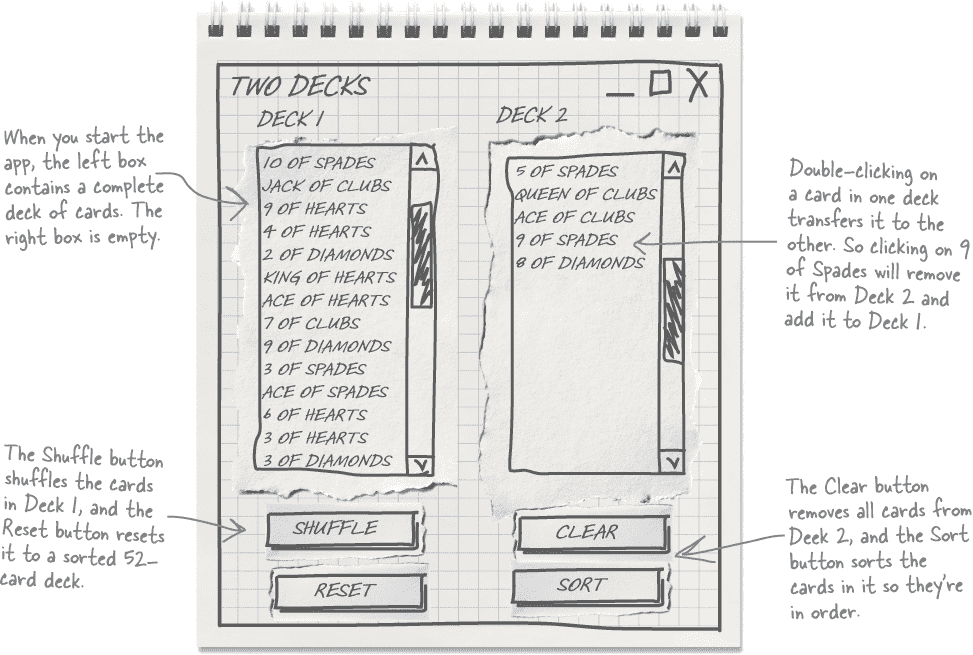 TWO DECKS
DECK 1
10 OF SPADES
JACK OF CLUBS
9 OF HEARTS
4 OF HEARTS
2 OF DIAMONDS
KING OF HEARTS
ACE OF HEARTS
7 OF CLUBS
9 OF DIAMONDS
3 OF SPADES
ACE OF SPADES
6 OF HEARTS
3 OF HEARTS
3 OF DIAMONDS
SHUFFLE
RESET
DECK 2
5 OF SPADES
QUEEN OF CLUBS
ACE OF CLUBS
9 OF SPADES
8 OF DIAMONDS
CLEAR
SORT
When you start the
app, the left box
contains a complete
deck of cards. The
right box is empty.
The Shuffle button
shuffles the cards
in Deck 1, and the
Reset button resets
it to a sorted 52-
card deck.
Double-clicking on
a card in one deck
transfers it to the
other. So clicking on 9
of Spades will remove
it from Deck 2 and
add it to Deck 1.
The Clear button
removes all cards from
Deck 2, and the Sort
button sorts the
cards in it so they're
in order.